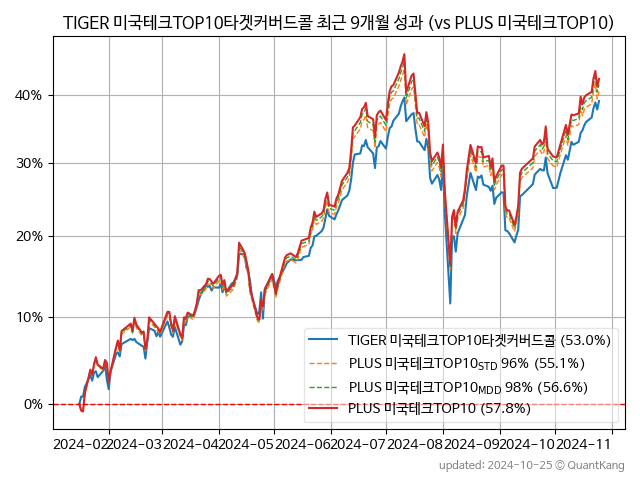 TIGER 미국테크TOP10타겟커버드콜 최근 9개월 성과 (vs PLUS 미국테크TOP10)
40%
30%
20%
10%
0%
TIGER 미국테크TOP10타겟커버드콜 (53.0%)
PLUS 미국테크TOP10STD 96% (55.1%)
PLUS 미국테크TOP10MDD 98% (56.6%)
PLUS 미국테크TOP10 (57.8%)
2024-02 2024-03 2024-04 2024-05 2024-06 2024-07 2024-08 2024-09 2024-10 2024-11
updated: 2024-10-25 © QuantKang